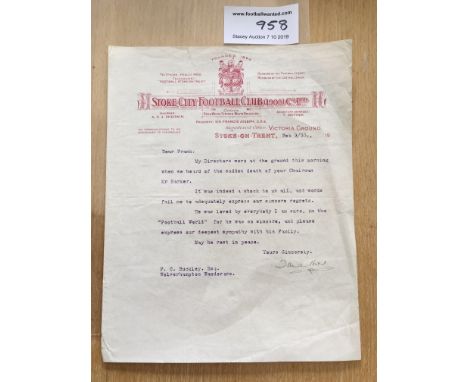 www.footballwanted.com
958
Stacey Auction 7 10 2019
STOKE CITY FOOTBALL CLUB
VICTORIA GROUND
STOKE-ON-TRENT,
Dear Frank,
My Directors were at the ground this morning
when we heard of the sudden death of your Chairman
Mr Barker.
It was indeed a shock to us all, and words
fail me to adequately express our sincere regrets.
He was loved by everybody I am sure, in the
"Football World" for he was so sincere, and please
express our deepest sympathy with his Family.
May he rest in peace.
Yours Sincerely.
F. C. Buckley, Esq.
Wolverhampton Wanderers.